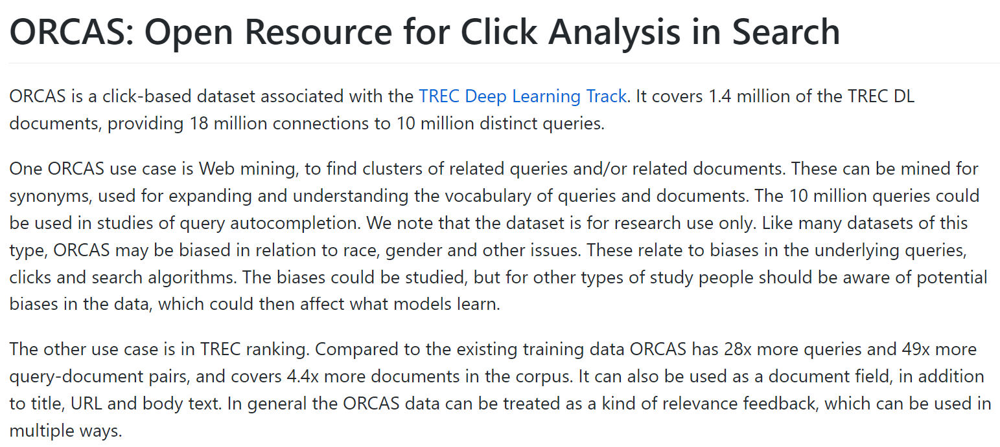 ORCAS: Open Resource for Click Analysis in Search
ORCAS is a click-based dataset associated with the TREC Deep Learning Track. It covers 1.4 million of the TREC DL
documents, providing 18 million connections to 10 million distinct queries.
One ORCAS use case is Web mining, to find clusters of related queries and/or related documents. These can be mined for
synonyms, used for expanding and understanding the vocabulary of queries and documents. The 10 million queries could
be used in studies of query autocompletion. We note that the dataset is for research use only. Like many datasets of this
type, ORCAS may be biased in relation to race, gender and other issues. These relate to biases in the underlying queries,
clicks and search algorithms. The biases could be studied, but for other types of study people should be aware of potential
biases in the data, which could then affect what models learn.
The other use case is in TREC ranking. Compared to the existing training data ORCAS has 28x more queries and 49x more
query-document pairs, and covers 4.4x more documents in the corpus. It can also be used as a document field, in addition
to title, URL and body text. In general the ORCAS data can be treated as a kind of relevance feedback, which can be used in
multiple ways.